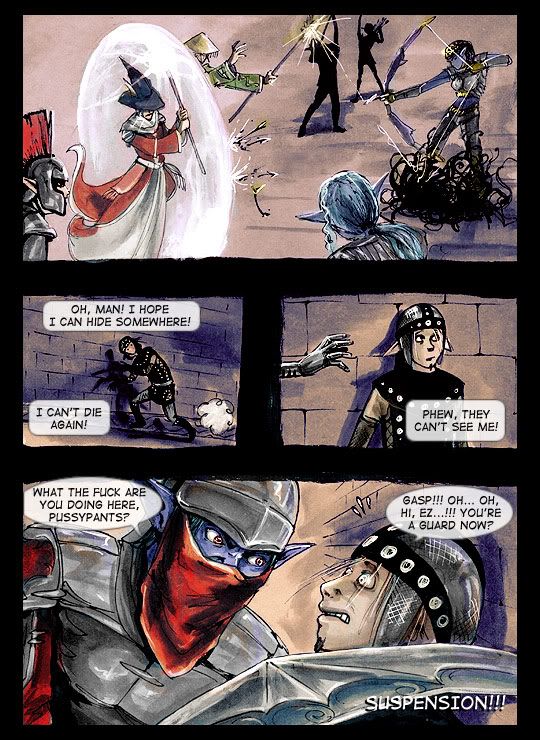 OH, MAN! I HOPE
I CAN HIDE SOMEWHERE!
I CAN'T DIE
AGAIN!
PHEW, THEY
CAN'T SEE ME!
WHAT THE FUCK ARE
YOU DOING HERE,
PUSSYPANTS?
GASP!!! OH... OH,
HI, EZ...!!! YOU'RE
A GUARD NOW?
SUSPENSION!!!